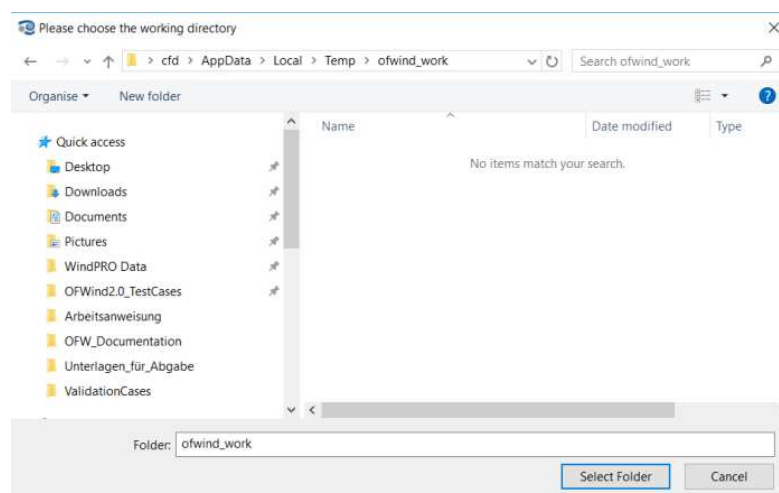 Please choose the working directory
> cfd > AppData > Local > Temp > ofwind_work
Search ofwind_work
Organise
New folder
Name
Date modified
Type
No items match your search.
Quick access
Desktop
Downloads
Documents
Pictures
WindPRO Data
OFWind2.0_TestCases
Arbeitsanweisung
OFW_Documentation
Unterlagen_für_Abgabe
ValidationCases
Folder: ofwind_work
Select Folder
Cancel